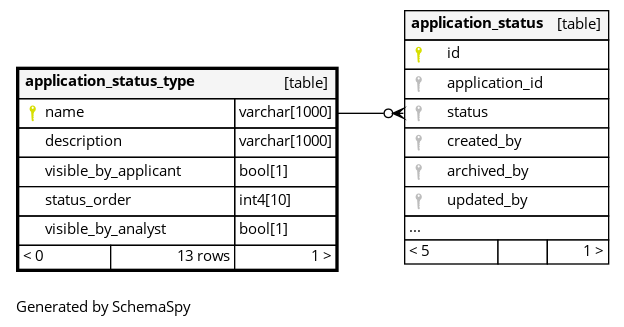 application_status_type [table]
name varchar[1000]
description varchar[1000]
visible_by_applicant bool[1]
status_order int4[10]
visible_by_analyst bool[1]
< 0 13 rows 1 >
application_status [table]
id
application_id
status
created_by
archived_by
updated_by
...
< 5 1 >
Generated by SchemaSpy